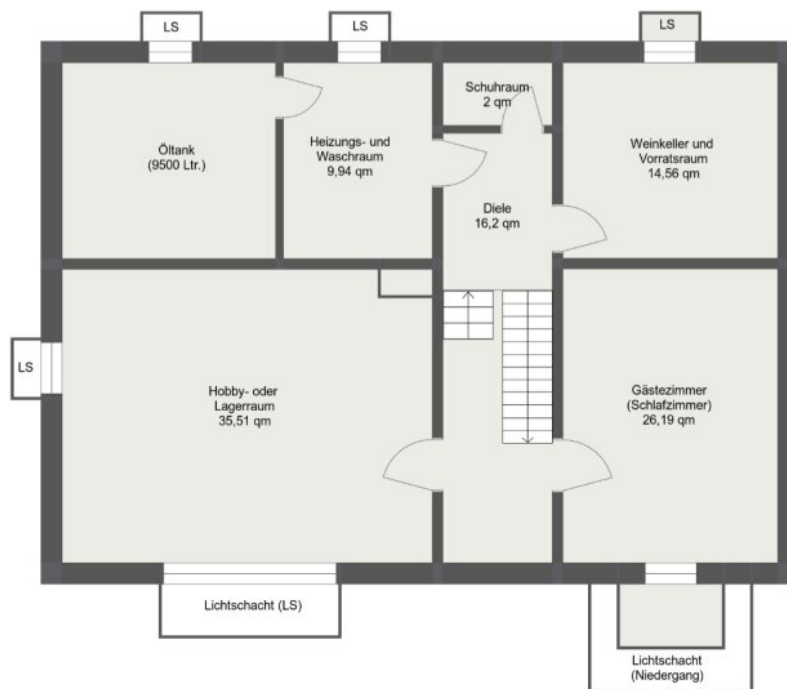 LS
LS
LS
Schuhraum
2 qm
Öltank
(9500 Ltr.)
Heizungs- und
Waschraum
9,94 qm
Weinkeller und
Vorratsraum
14,56 qm
Diele
16,2 qm
LS
Hobby- oder
Lagerraum
35,51 qm
Gästezimmer
(Schlafzimmer)
26,19 qm
Lichtschacht (LS)
Lichtschacht
(Niedergang)